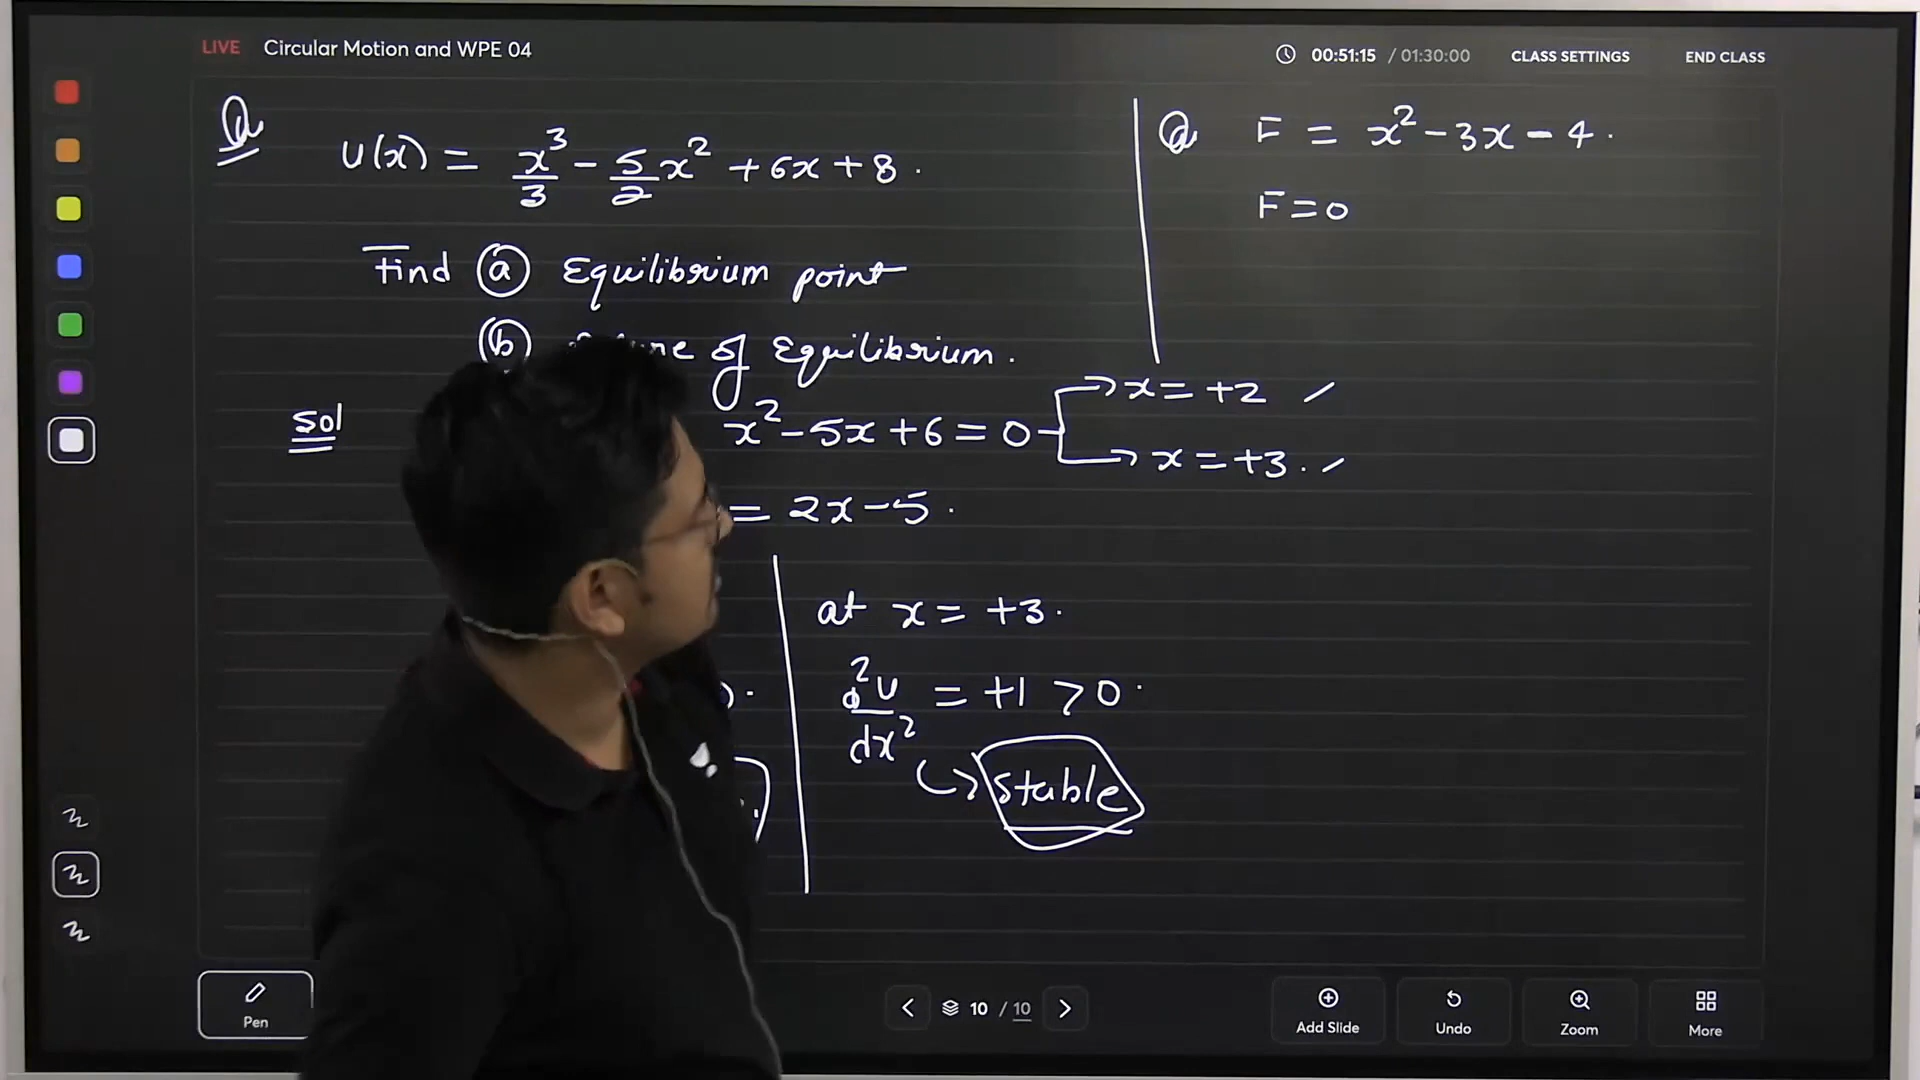 LIVE Circular Motion and WPE 04
00:51:15 / 01:30:00 CLASS SETTINGS END CLASS
Q U(x) = x³/3 - 5/2 x² + 6x + 8.
Find (a) Equilibrium point
(b) of Equilibrium.
Q F = x² - 3x - 4.
F = 0
Sol x² - 5x + 6 = 0 → x = +2
→ x = +3.
= 2x - 5.
at x = +3.
d²U/dx² = +1 > 0.
↪ Stable
Pen
10 / 10
Add Slide
Undo
Zoom
More